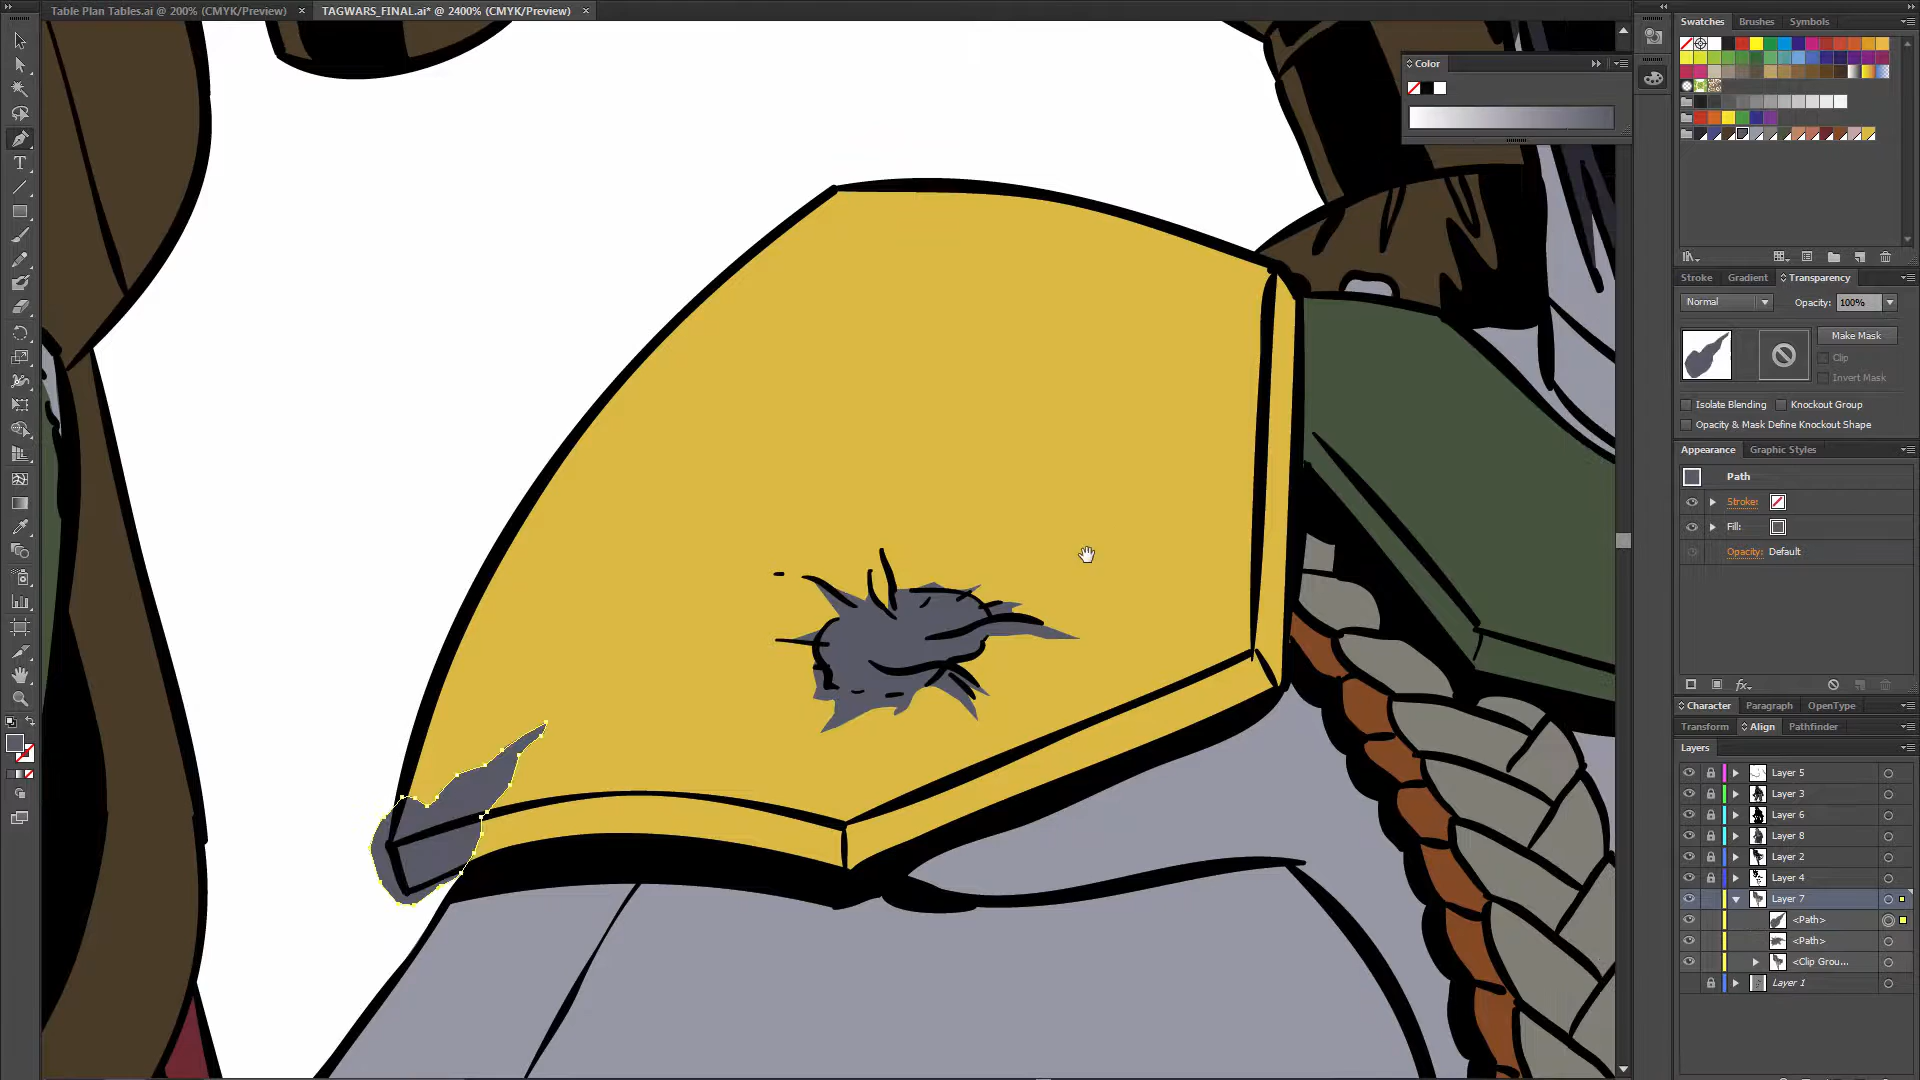 Table Plan Tables.ai @ 200% (CMYK/Preview) ×
TAGWARS_FINAL.ai* @ 2400% (CMYK/Preview) ×
Color
Swatches Brushes Symbols
Stroke Gradient Transparency
Normal Opacity: 100%
Make Mask
Clip
Invert Mask
Isolate Blending Knockout Group
Opacity & Mask Define Knockout Shape
Appearance Graphic Styles
Path
Stroke:
Fill:
Opacity: Default
fx
Character Paragraph OpenType
Transform Align Pathfinder
Layers
Layer 5
Layer 3
Layer 6
Layer 8
Layer 2
Layer 4
Layer 7
<Path>
<Path>
<Clip Grou...
Layer 1